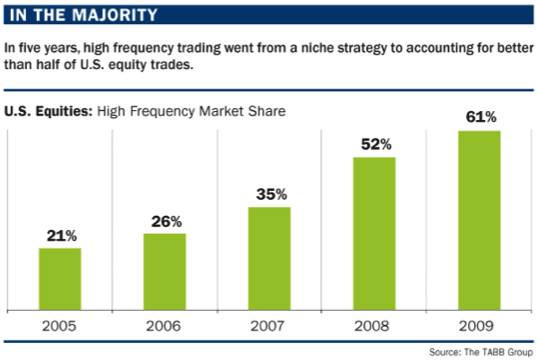 IN THE MAJORITY
In five years, high frequency trading went from a niche strategy to accounting for better
than half of U.S. equity trades.
U.S. Equities: High Frequency Market Share
21% 26% 35% 52% 61%
2005 2006 2007 2008 2009
Source: The TABB Group